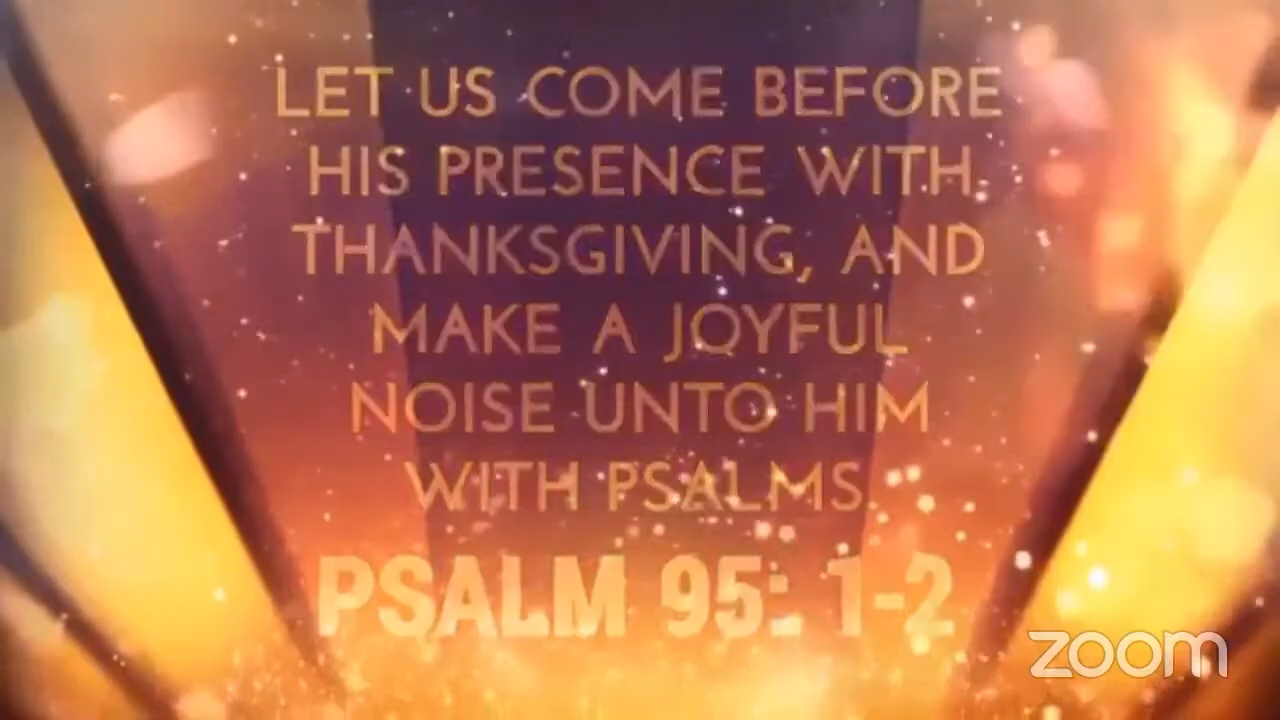 LET US COME BEFORE
HIS PRESENCE WITH
THANKSGIVING, AND
MAKE A JOYFUL
NOISE UNTO HIM
WITH PSALMS.
PSALM 95: 1-2
zoom